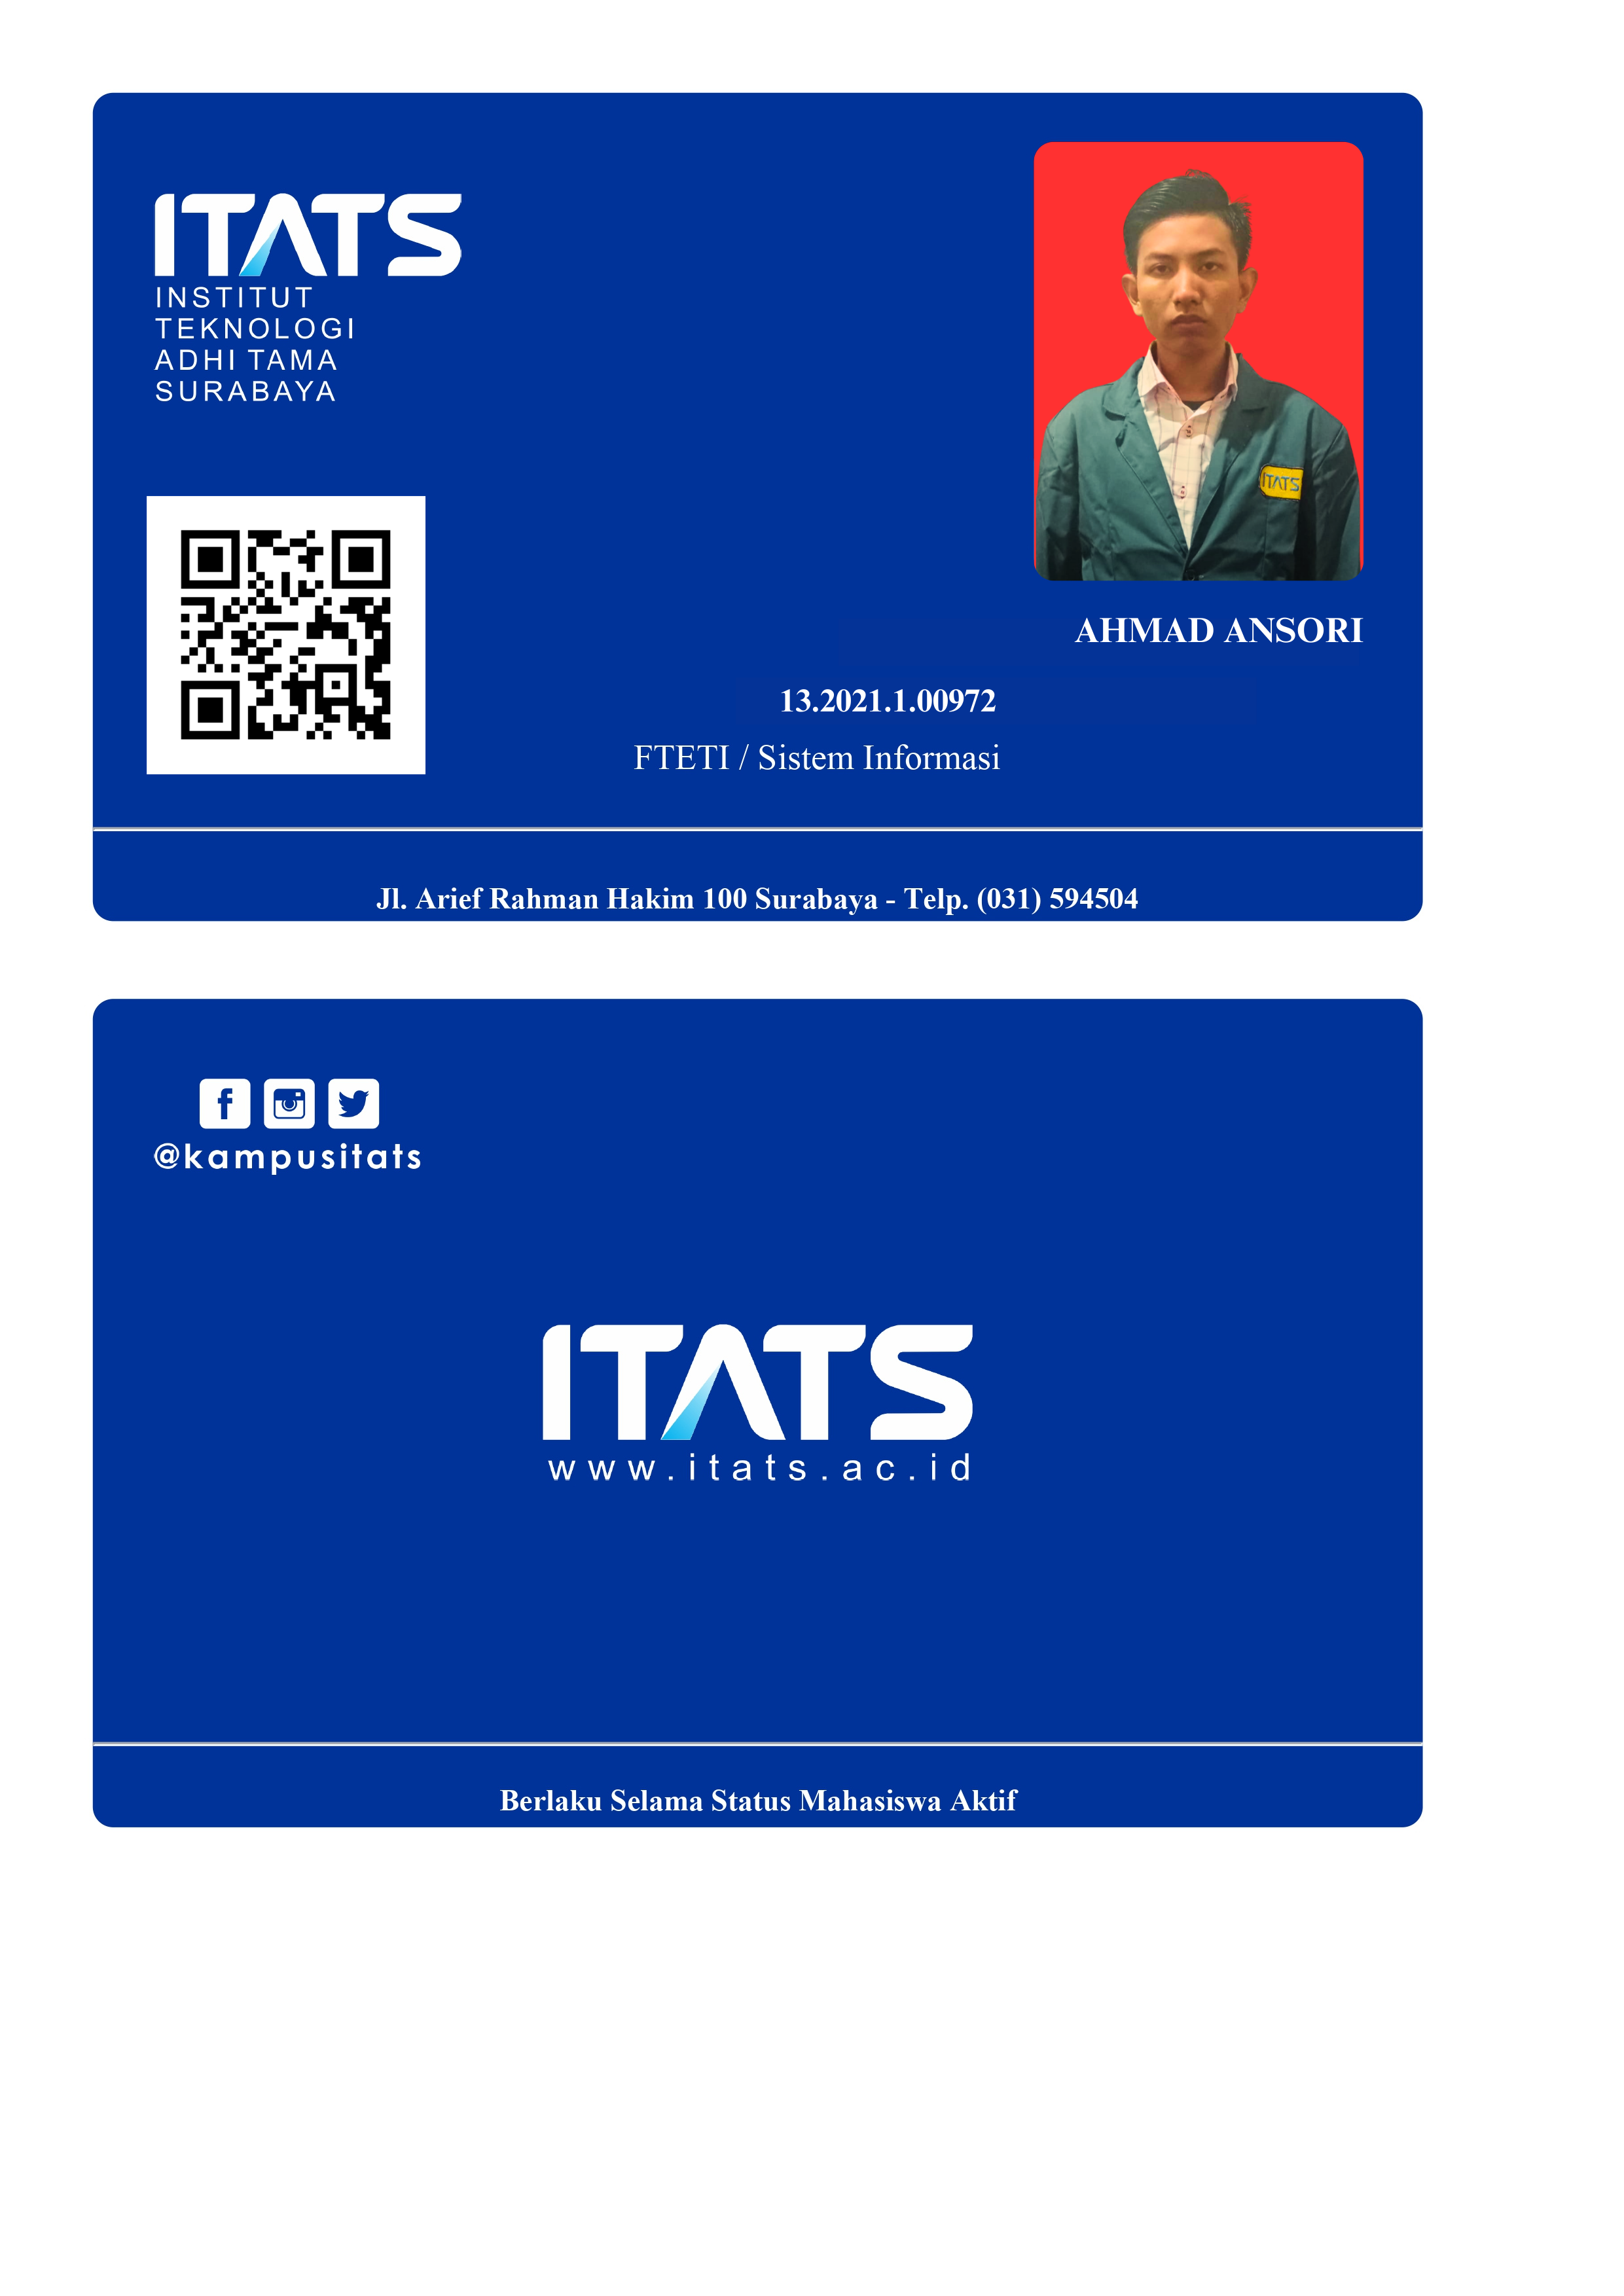 ITATS
INSTITUT
TEKNOLOGI
ADHI TAMA
SURABAYA
ITATS
AHMAD ANSORI
13.2021.1.00972
FTETI / Sistem Informasi
Jl. Arief Rahman Hakim 100 Surabaya - Telp. (031) 594504
@kampusitats
ITATS
www.itats.ac.id
Berlaku Selama Status Mahasiswa Aktif